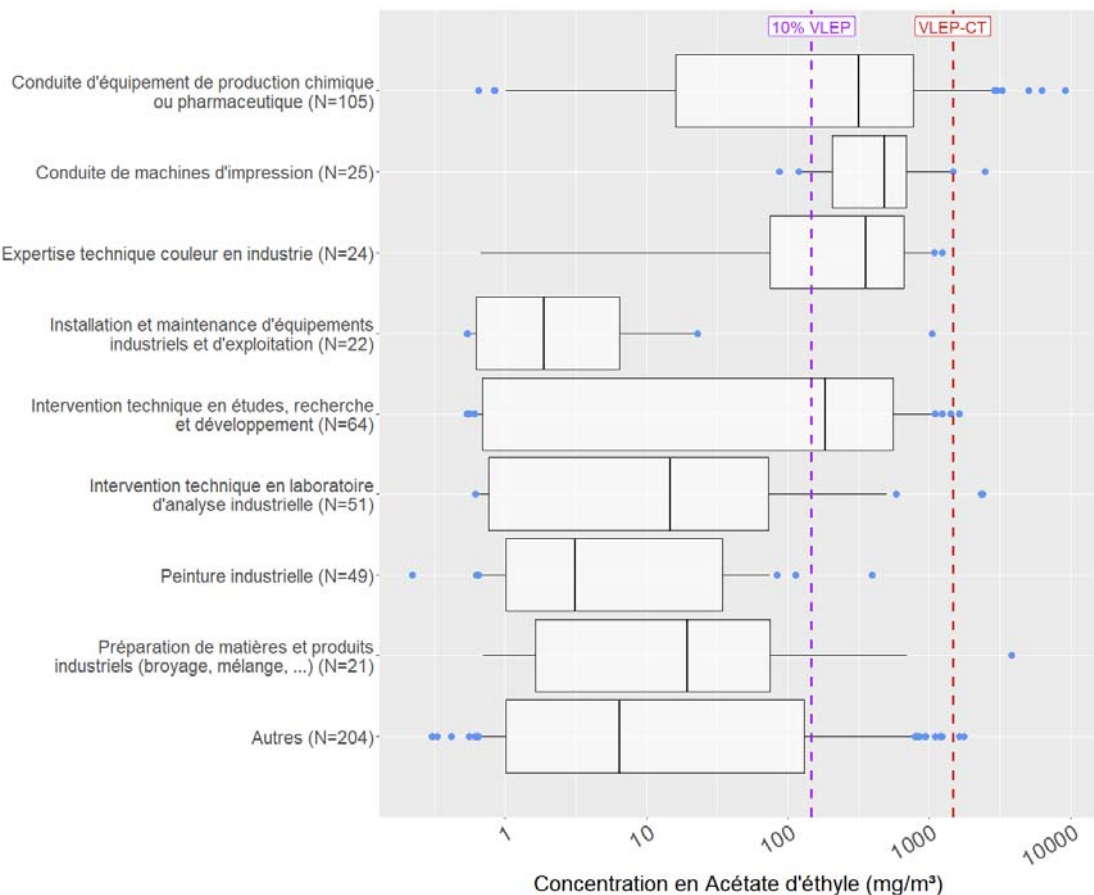 10% VLEP
VLEP-CT
Conduite d'équipement de production chimique
ou pharmaceutique (N=105)
Conduite de machines d'impression (N=25)
Expertise technique couleur en industrie (N=24)
Installation et maintenance d'équipements
industriels et d'exploitation (N=22)
Intervention technique en études, recherche
et développement (N=64)
Intervention technique en laboratoire
d'analyse industrielle (N=51)
Peinture industrielle (N=49)
Préparation de matières et produits
industriels (broyage, mélange, ...) (N=21)
Autres (N=204)
1
10
100
1000
10000
Concentration en Acétate d'éthyle (mg/m³)